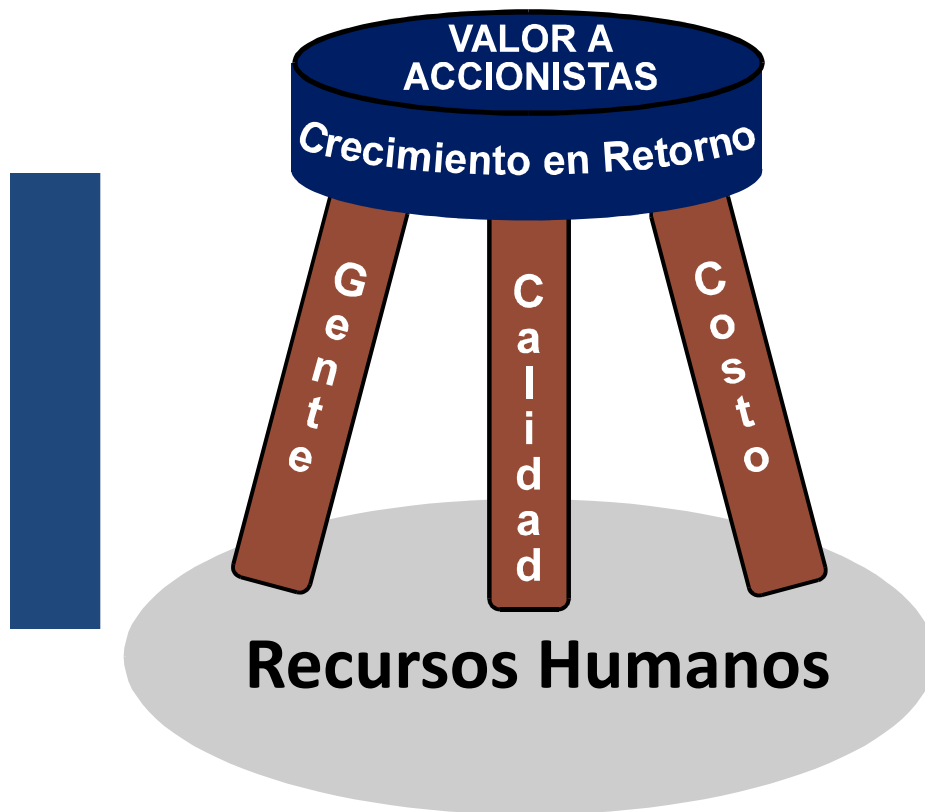 VALOR A
ACCIONISTAS
Crecimiento en Retorno
Gente
Calidad
Costo
Recursos Humanos